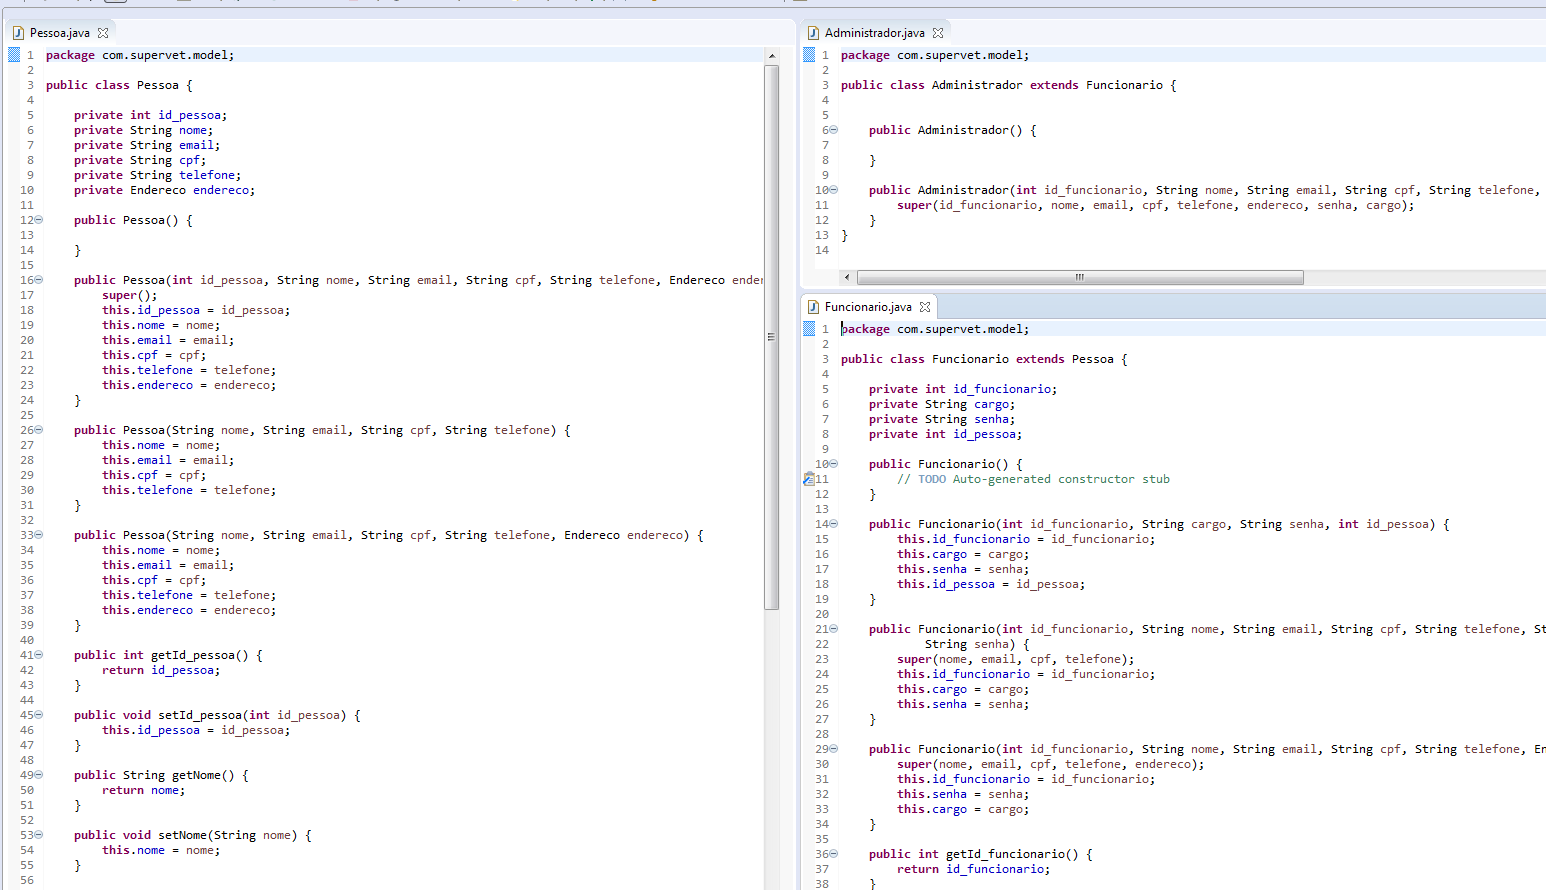 Pessoa.java
1 package com.supervet.model;
2
3 public class Pessoa {
4
5 private int id_pessoa;
6 private String nome;
7 private String email;
8 private String cpf;
9 private String telefone;
10 private Endereco endereco;
11
12 public Pessoa() {
13
14 }
15
16 public Pessoa(int id_pessoa, String nome, String email, String cpf, String telefone, Endereco ender
17 super();
18 this.id_pessoa = id_pessoa;
19 this.nome = nome;
20 this.email = email;
21 this.cpf = cpf;
22 this.telefone = telefone;
23 this.endereco = endereco;
24 }
25
26 public Pessoa(String nome, String email, String cpf, String telefone) {
27 this.nome = nome;
28 this.email = email;
29 this.cpf = cpf;
30 this.telefone = telefone;
31 }
32
33 public Pessoa(String nome, String email, String cpf, String telefone, Endereco endereco) {
34 this.nome = nome;
35 this.email = email;
36 this.cpf = cpf;
37 this.telefone = telefone;
38 this.endereco = endereco;
39 }
40
41 public int getId_pessoa() {
42 return id_pessoa;
43 }
44
45 public void setId_pessoa(int id_pessoa) {
46 this.id_pessoa = id_pessoa;
47 }
48
49 public String getNome() {
50 return nome;
51 }
52
53 public void setNome(String nome) {
54 this.nome = nome;
55 }
56
Administrador.java
1 package com.supervet.model;
2
3 public class Administrador extends Funcionario {
4
5
6 public Administrador() {
7
8 }
9
10 public Administrador(int id_funcionario, String nome, String email, String cpf, String telefone,
11 super(id_funcionario, nome, email, cpf, telefone, endereco, senha, cargo);
12 }
13 }
14
Funcionario.java
1 package com.supervet.model;
2
3 public class Funcionario extends Pessoa {
4
5 private int id_funcionario;
6 private String cargo;
7 private String senha;
8 private int id_pessoa;
9
10 public Funcionario() {
11 // TODO Auto-generated constructor stub
12 }
13
14 public Funcionario(int id_funcionario, String cargo, String senha, int id_pessoa) {
15 this.id_funcionario = id_funcionario;
16 this.cargo = cargo;
17 this.senha = senha;
18 this.id_pessoa = id_pessoa;
19 }
20
21 public Funcionario(int id_funcionario, String nome, String email, String cpf, String telefone, St
22 String senha) {
23 super(nome, email, cpf, telefone);
24 this.id_funcionario = id_funcionario;
25 this.cargo = cargo;
26 this.senha = senha;
27 }
28
29 public Funcionario(int id_funcionario, String nome, String email, String cpf, String telefone, En
30 super(nome, email, cpf, telefone, endereco);
31 this.id_funcionario = id_funcionario;
32 this.senha = senha;
33 this.cargo = cargo;
34 }
35
36 public int getId_funcionario() {
37 return id_funcionario;
38 }